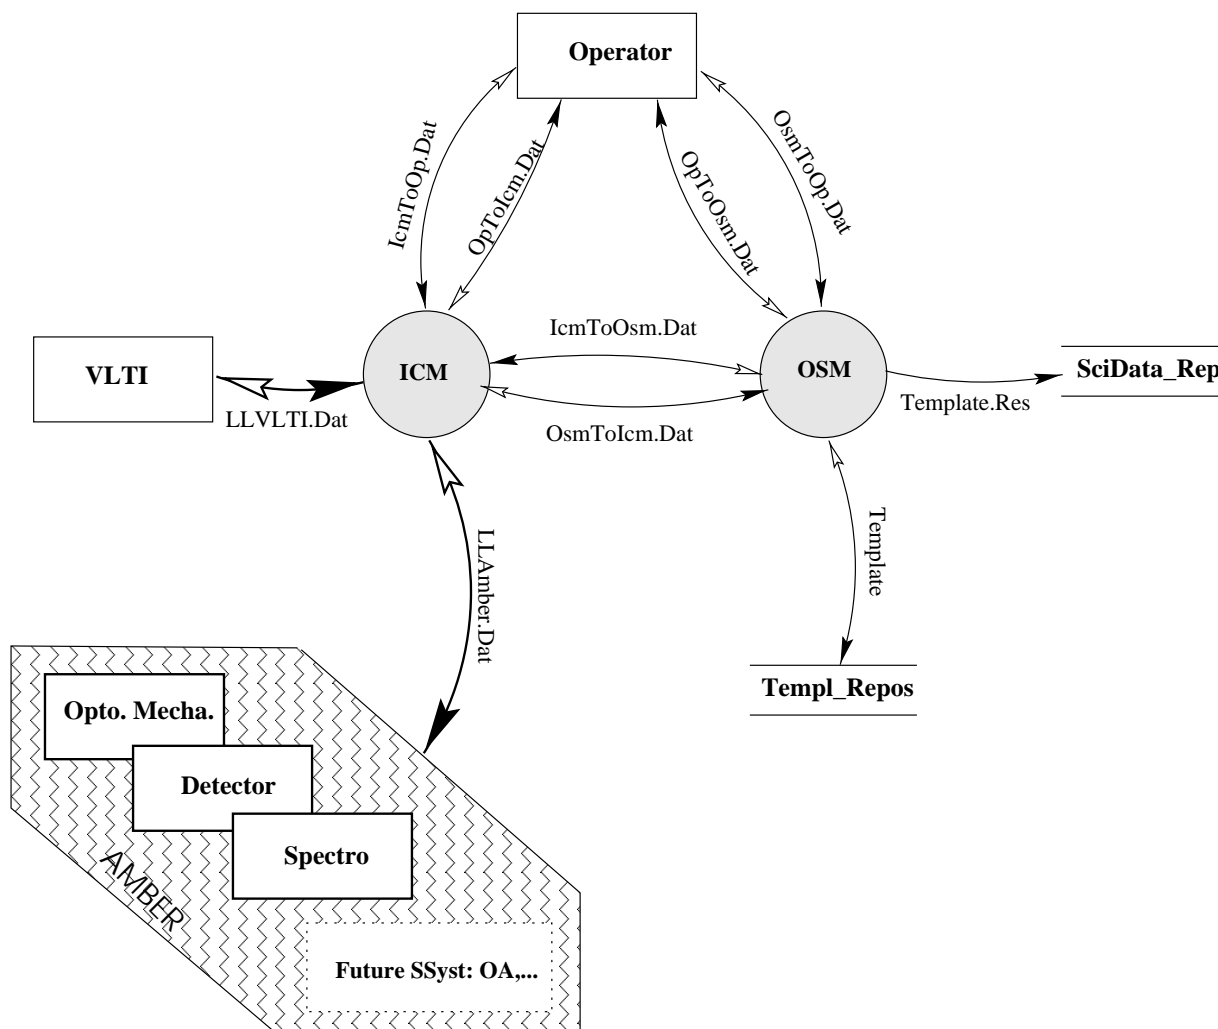 Operator
IcmToOp.Dat
OpToIcm.Dat
OpToOsm.Dat
OsmToOp.Dat
VLTI
LLVLTI.Dat
ICM
IcmToOsm.Dat
OsmToIcm.Dat
OSM
Template.Res
SciData_Rep
LLAmber.Dat
Template
Templ_Repos
Opto. Mecha.
Detector
Spectro
AMBER
Future SSyst: OA,...